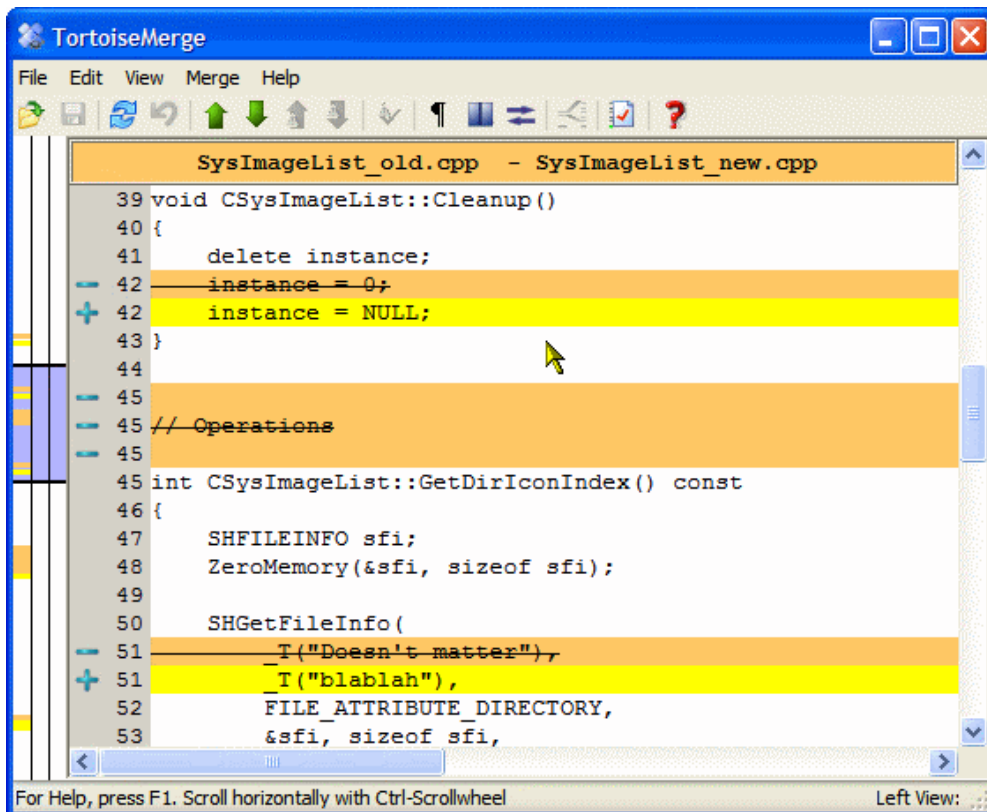 TortoiseMerge
File Edit View Merge Help
SysImageList_old.cpp - SysImageList_new.cpp
39 void CSysImageList::Cleanup()
40 {
41 delete instance;
42 instance = 0;
42 instance = NULL;
43 }
44
45
45 // Operations
45
45 int CSysImageList::GetDirIconIndex() const
46 {
47 SHFILEINFO sfi;
48 ZeroMemory(&sfi, sizeof sfi);
49
50 SHGetFileInfo(
51 _T("Doesn't matter"),
51 _T("blablah"),
52 FILE_ATTRIBUTE_DIRECTORY,
53 &sfi, sizeof sfi,
For Help, press F1. Scroll horizontally with Ctrl-Scrollwheel Left View: